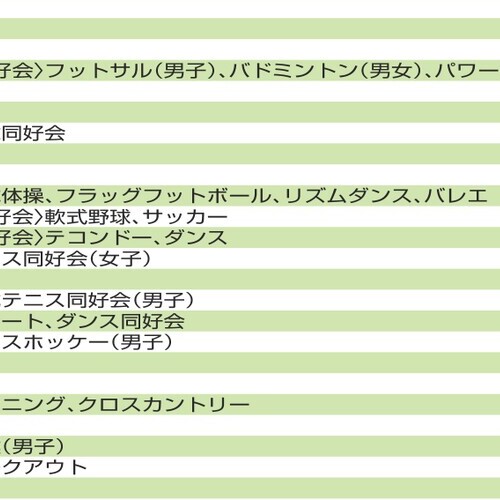 好会〉フットサル（男子）、バドミントン（男女）、パワー
同好会
体操、フラッグフットボール、リズムダンス、バレエ
好会〉軟式野球、サッカー
好会〉テコンドー、ダンス
ス同好会（女子）
テニス同好会（男子）
ート、ダンス同好会
スホッケー（男子）
ニング、クロスカントリー
（男子）
クアウト